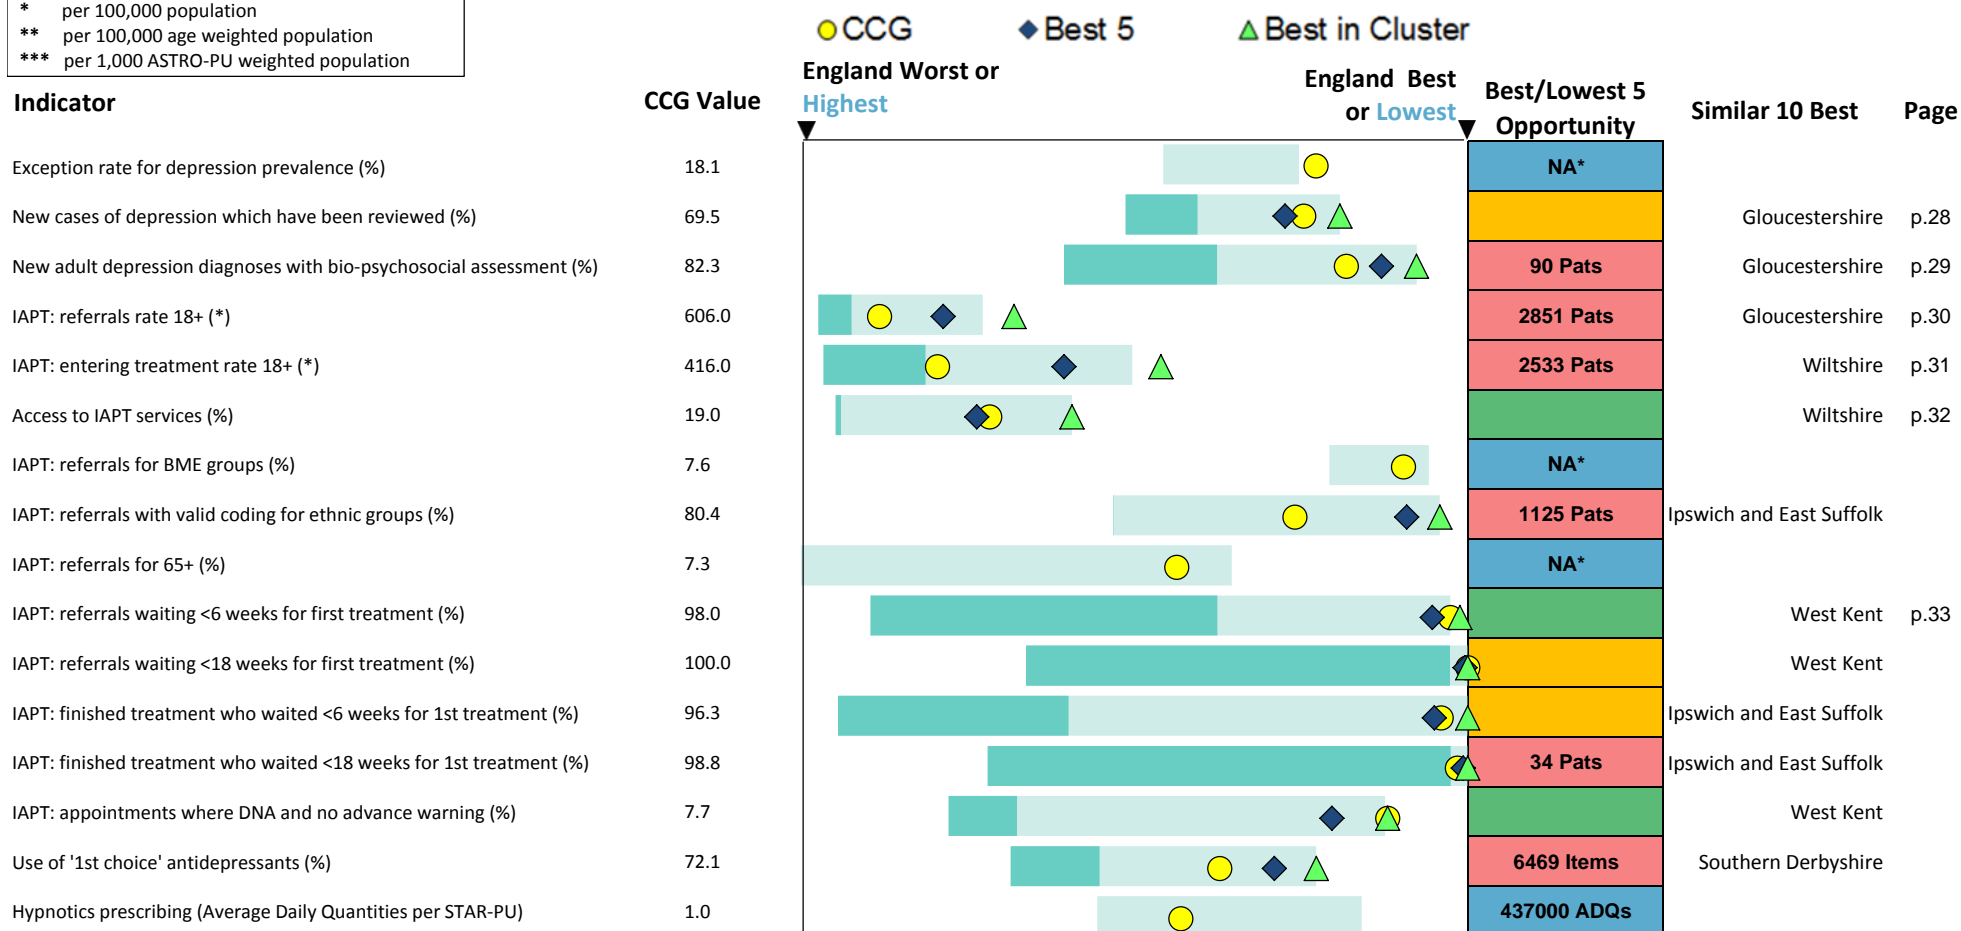 * per 100,000 population
** per 100,000 age weighted population
*** per 1,000 ASTRO-PU weighted population
CCG Best 5 Best in Cluster
Indicator CCG Value England Worst or Highest England Best or Lowest Best/Lowest 5 Opportunity Similar 10 Best Page
Exception rate for depression prevalence (%) 18.1 NA*
New cases of depression which have been reviewed (%) 69.5 Gloucestershire p.28
New adult depression diagnoses with bio-psychosocial assessment (%) 82.3 90 Pats Gloucestershire p.29
IAPT: referrals rate 18+ (*) 606.0 2851 Pats Gloucestershire p.30
IAPT: entering treatment rate 18+ (*) 416.0 2533 Pats Wiltshire p.31
Access to IAPT services (%) 19.0 Wiltshire p.32
IAPT: referrals for BME groups (%) 7.6 NA*
IAPT: referrals with valid coding for ethnic groups (%) 80.4 1125 Pats Ipswich and East Suffolk
IAPT: referrals for 65+ (%) 7.3 NA*
IAPT: referrals waiting <6 weeks for first treatment (%) 98.0 West Kent p.33
IAPT: referrals waiting <18 weeks for first treatment (%) 100.0 West Kent
IAPT: finished treatment who waited <6 weeks for 1st treatment (%) 96.3 Ipswich and East Suffolk
IAPT: finished treatment who waited <18 weeks for 1st treatment (%) 98.8 34 Pats Ipswich and East Suffolk
IAPT: appointments where DNA and no advance warning (%) 7.7 West Kent
Use of '1st choice' antidepressants (%) 72.1 6469 Items Southern Derbyshire
Hypnotics prescribing (Average Daily Quantities per STAR-PU) 1.0 437000 ADQs